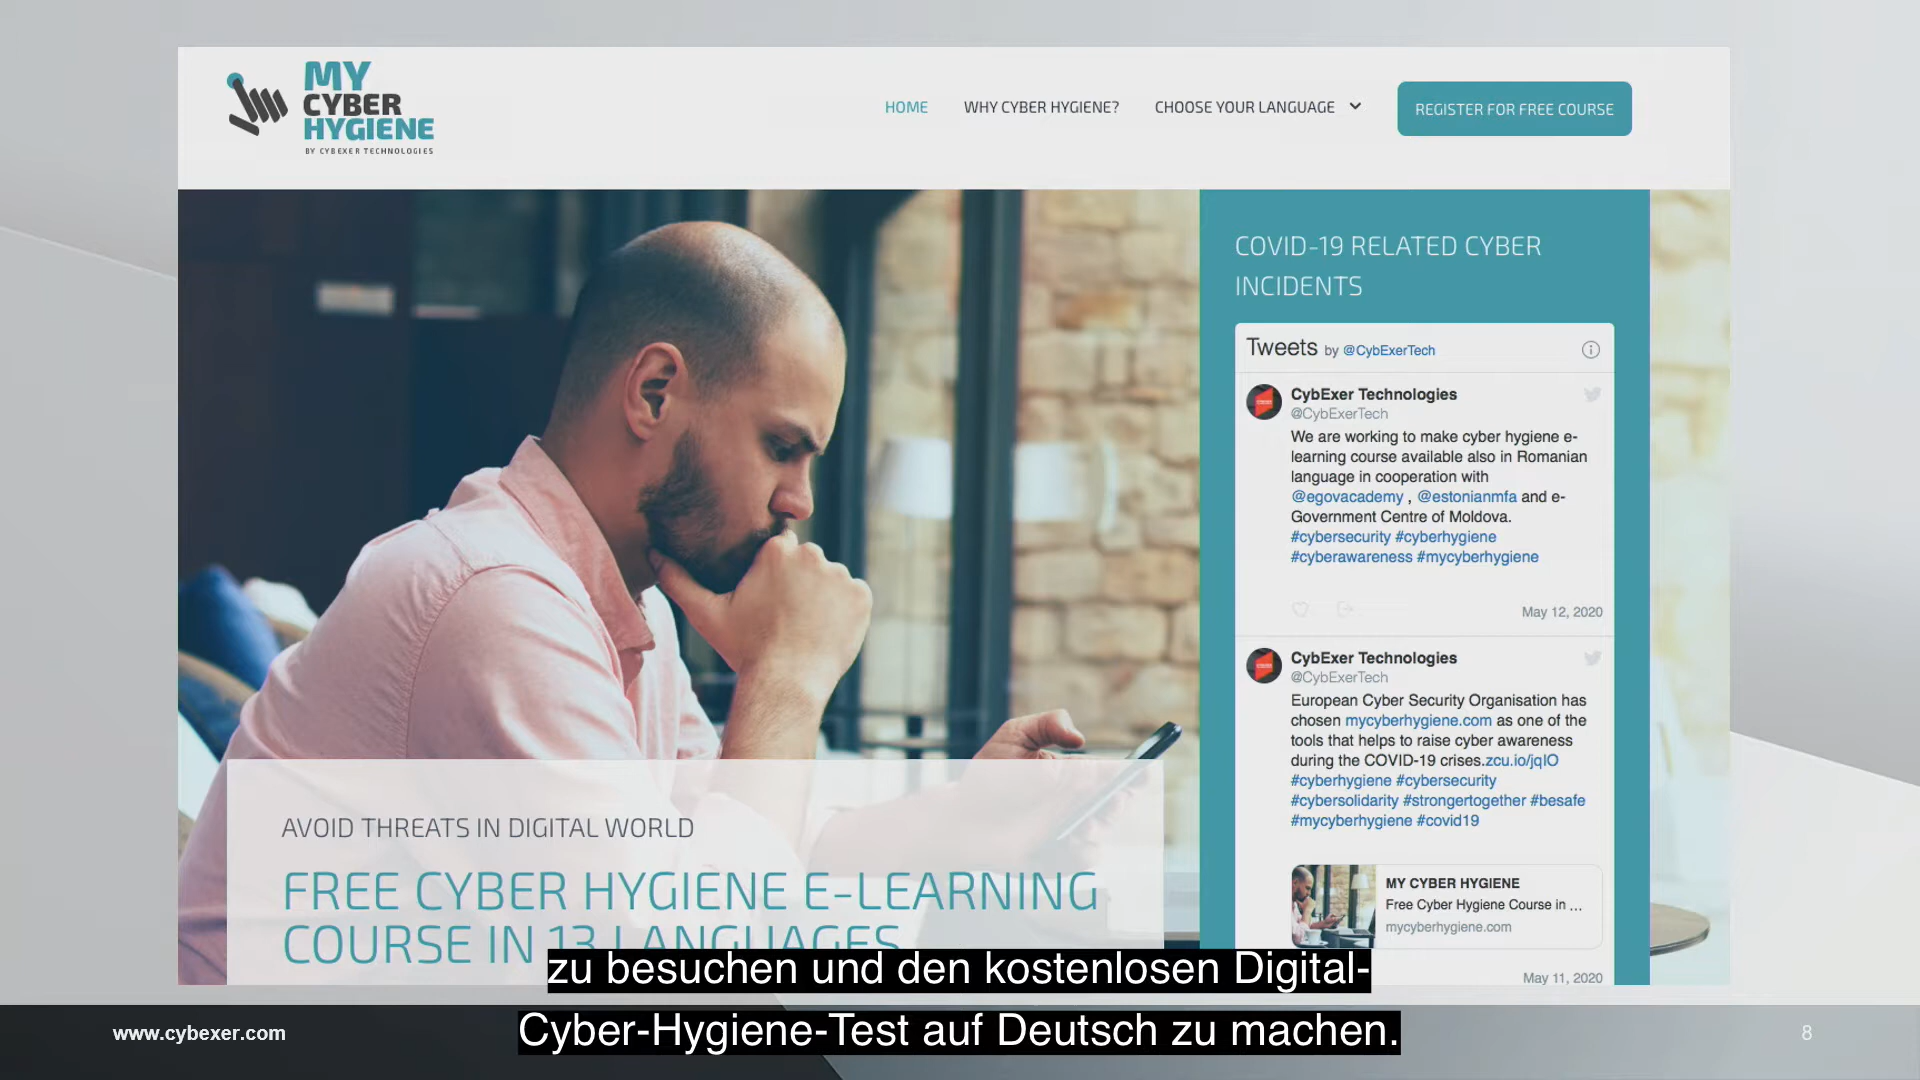 MY
CYBER
HYGIENE
BY CYBEXER TECHNOLOGIES
HOME
WHY CYBER HYGIENE?
CHOOSE YOUR LANGUAGE
REGISTER FOR FREE COURSE
COVID-19 RELATED CYBER
INCIDENTS
Tweets by @CybExerTech
CybExer Technologies
@CybExerTech
We are working to make cyber hygiene e-
learning course available also in Romanian
language in cooperation with
@egovacademy , @estonianmfa and e-
Government Centre of Moldova.
#cybersecurity #cyberhygiene
#cyberawareness #mycyberhygiene
May 12, 2020
CybExer Technologies
@CybExerTech
European Cyber Security Organisation has
chosen mycyberhygiene.com as one of the
tools that helps to raise cyber awareness
during the COVID-19 crises.zcu.io/jqIO
#cyberhygiene #cybersecurity
#cybersolidarity #strongertogether #besafe
#mycyberhygiene #covid19
MY CYBER HYGIENE
Free Cyber Hygiene Course in ...
mycyberhygiene.com
May 11, 2020
AVOID THREATS IN DIGITAL WORLD
FREE CYBER HYGIENE E-LEARNING
COURSE IN 13 LANGUAGES
zu besuchen und den kostenlosen Digital-
Cyber-Hygiene-Test auf Deutsch zu machen.
www.cybexer.com
8